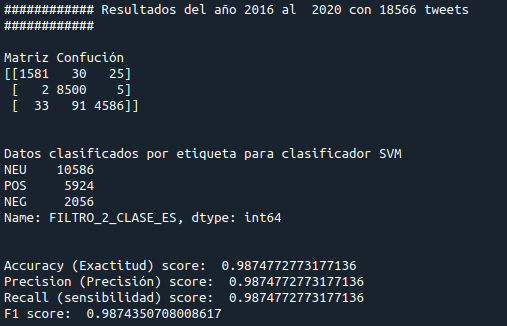 ############ Resultados del año 2016 al  2020 con 18566 tweets
############
Matriz Confución
[[1581   30   25]
 [   2 8500    5]
 [  33   91 4586]]
Datos clasificados por etiqueta para clasificador SVM
NEU    10586
POS     5924
NEG     2056
Name: FILTRO_2_CLASE_ES, dtype: int64
Accuracy (Exactitud) score:  0.9874772773177136
Precision (Precisión) score:  0.9874772773177136
Recall (sensibilidad) score:  0.9874772773177136
F1 score:  0.9874350708008617